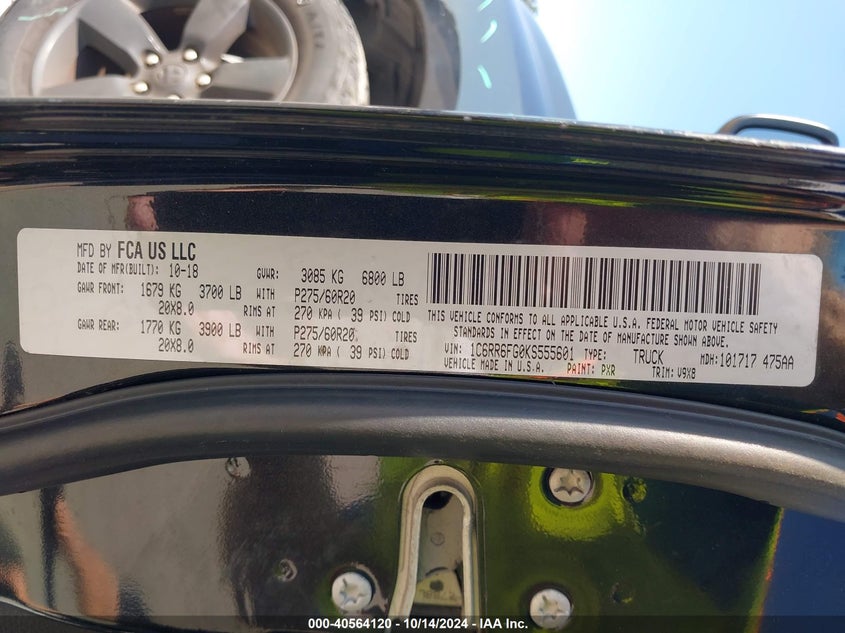 MFD BY FCA US LLC
DATE OF MFR(BUILT): 10-18 GVWR: 3085 KG 6800 LB
GAWR FRONT: 1679 KG 3700 LB WITH P275/60R20 TIRES
20X8.0 RIMS AT 270 KPA ( 39 PSI) COLD
GAWR REAR: 1770 KG 3900 LB WITH P275/60R20 TIRES
20X8.0 RIMS AT 270 KPA ( 39 PSI) COLD
THIS VEHICLE CONFORMS TO ALL APPLICABLE U.S.A. FEDERAL MOTOR VEHICLE SAFETY
STANDARDS IN EFFECT ON THE DATE OF MANUFACTURE SHOWN ABOVE.
VIN: 1C6RR6FG0KS555601 TYPE: TRUCK MDH:101717 475AA
VEHICLE MADE IN U.S.A. PAINT: PXR TRIM: V9X8
000-40564120 - 10/14/2024 - IAA Inc.